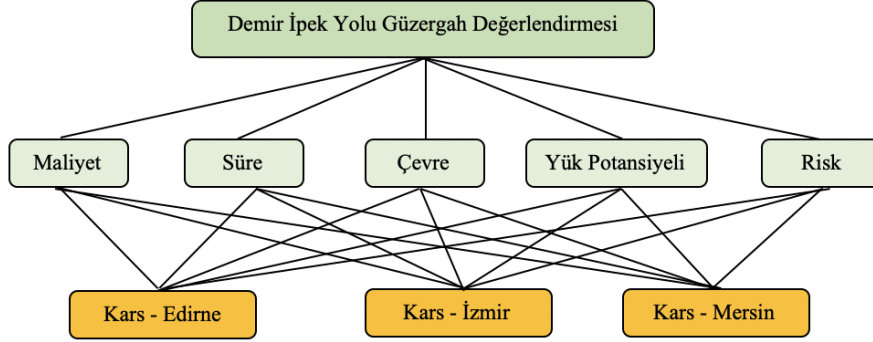 Demir İpek Yolu Güzergah Değerlendirmesi
Maliyet
Süre
Çevre
Yük Potansiyeli
Risk
Kars - Edirne
Kars - İzmir
Kars - Mersin